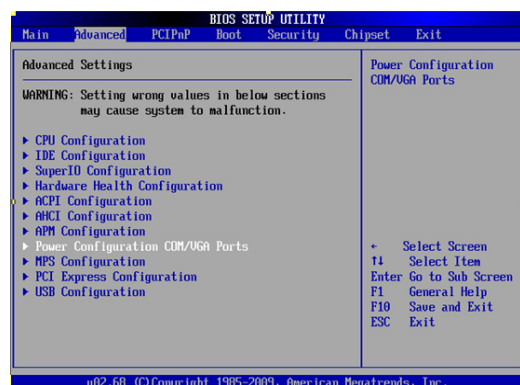 BIOS SETUP UTILITY
Main Advanced PCIPnP Boot Security Chipset Exit
Advanced Settings
WARNING: Setting wrong values in below sections
may cause system to malfunction.
CPU Configuration
IDE Configuration
SuperIO Configuration
Hardware Health Configuration
ACPI Configuration
AHCI Configuration
APM Configuration
Power Configuration COM/VGA Ports
MPS Configuration
PCI Express Configuration
USB Configuration
Power Configuration
COM/VGA Ports
← Select Screen
↑↓ Select Item
Enter Go to Sub Screen
F1 General Help
F10 Save and Exit
ESC Exit
v02.68 (C)Copyright 1985-2009, American Megatrends, Inc.